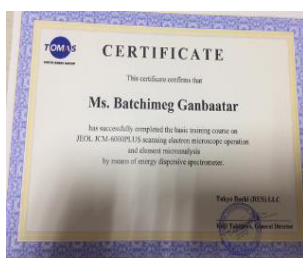 TOMAS
CERTIFICATE
This certificate confirms that
Ms. Batchimeg Ganbaatar
has successfully completed the basic training course on
JEOL JCM-6000PLUS scanning electron microscope operation
and element microanalysis
by means of energy dispersive spectrometer.
Tokyo Boeki (RUS) LLC
General Director